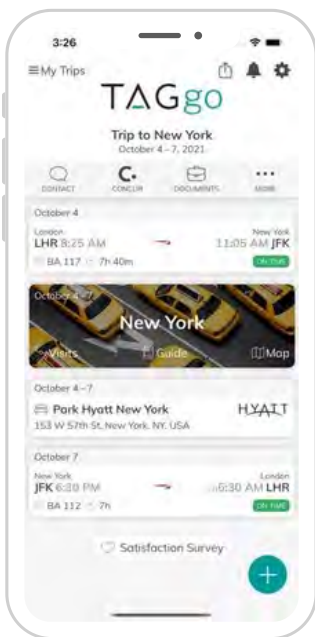 3:26
My Trips
TAGgo
Trip to New York
October 4 – 7, 2021
CONTACT CONCUR DOCUMENTS MORE
October 4
London New York
LHR 8:25 AM 11:05 AM JFK
BA 117 7h 40m ON TIME
October 4 – 7
New York
Visits Guide Map
October 4 – 7
Park Hyatt New York HYATT
153 W 57th St, New York, NY, USA
October 7
New York London
JFK 6:30 PM 6:30 AM LHR
BA 112 7h ON TIME
Satisfaction Survey